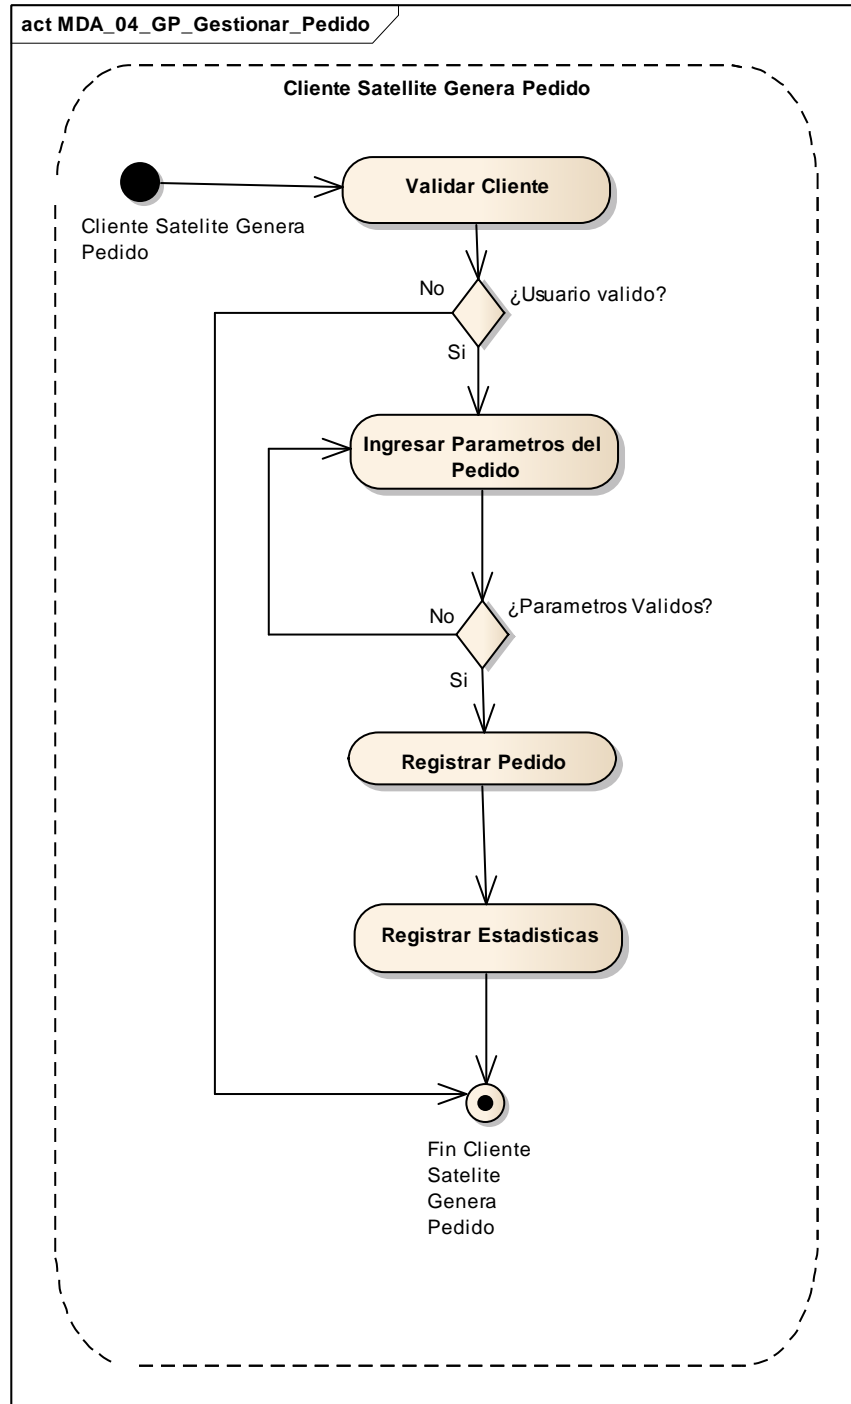 act MDA_04_GP_Gestionar_Pedido
Cliente Satellite Genera Pedido
Validar Cliente
Cliente Satelite Genera
Pedido
No
¿Usuario valido?
Si
Ingresar Parametros del
Pedido
No
¿Parametros Validos?
Si
Registrar Pedido
Registrar Estadisticas
Fin Cliente
Satelite
Genera
Pedido